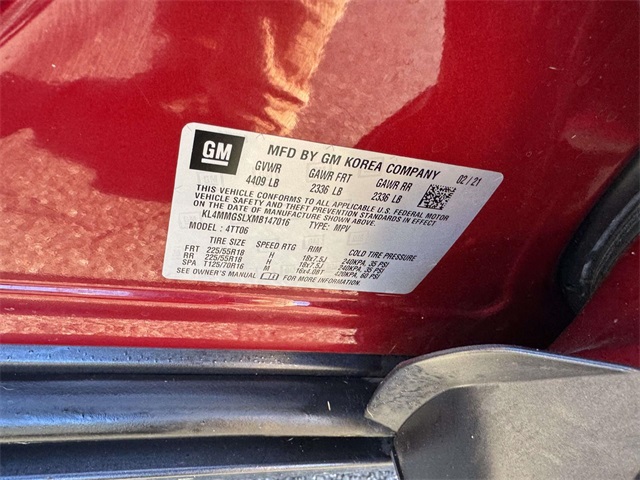 GM
MFD BY GM KOREA COMPANY 02/21
GVWR GAWR FRT GAWR RR
4409 LB 2336 LB 2336 LB
THIS VEHICLE CONFORMS TO ALL APPLICABLE U.S. FEDERAL MOTOR
VEHICLE SAFETY, BUMPER, AND THEFT PREVENTION STANDARDS IN EFFECT
ON THE DATE OF MANUFACTURE SHOWN ABOVE.
KL4MMGSLXMB147016 TYPE: MPV
MODEL: 4TT06
TIRE SIZE SPEED RTG RIM COLD TIRE PRESSURE
FRT 225/55R18 H 18x7.5J 240KPA, 35 PSI
RR 225/55R18 H 18x7.5J 240KPA, 35 PSI
SPA T125/70R16 M 16x4.0BT 420KPA, 60 PSI
SEE OWNER'S MANUAL FOR MORE INFORMATION